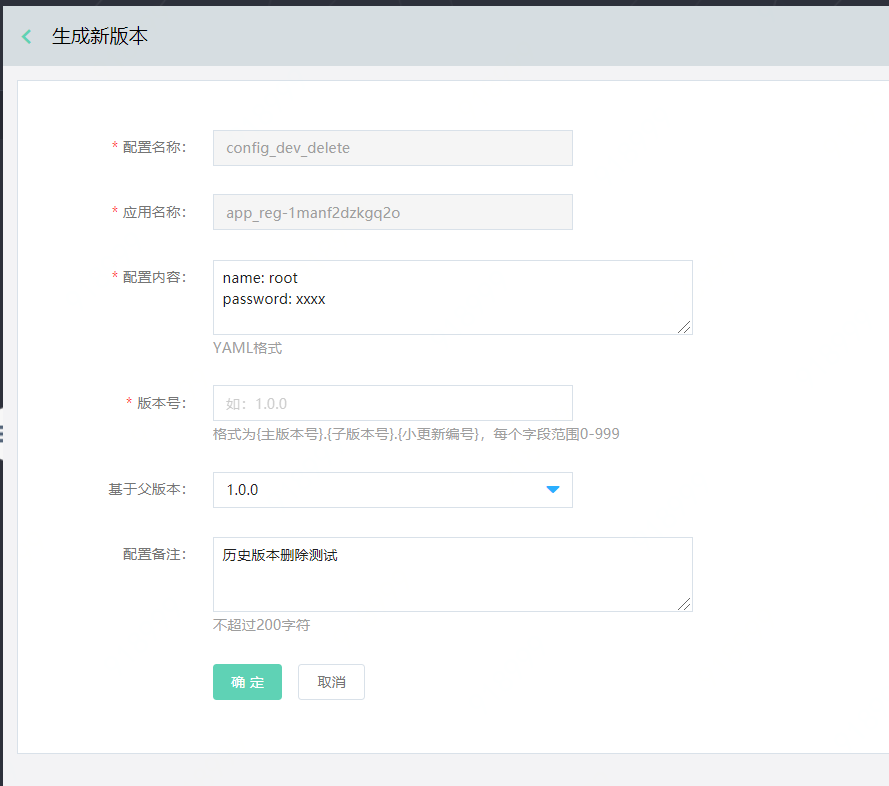 生成新版本
* 配置名称: config_dev_delete
* 应用名称: app_reg-1manf2dzkgq2o
* 配置内容: name: root
password: xxxx
YAML格式
* 版本号: 如：1.0.0
格式为{主版本号}.{子版本号}.{小更新编号}，每个字段范围0-999
基于父版本: 1.0.0
配置备注: 历史版本删除测试
不超过200字符
确 定 取消